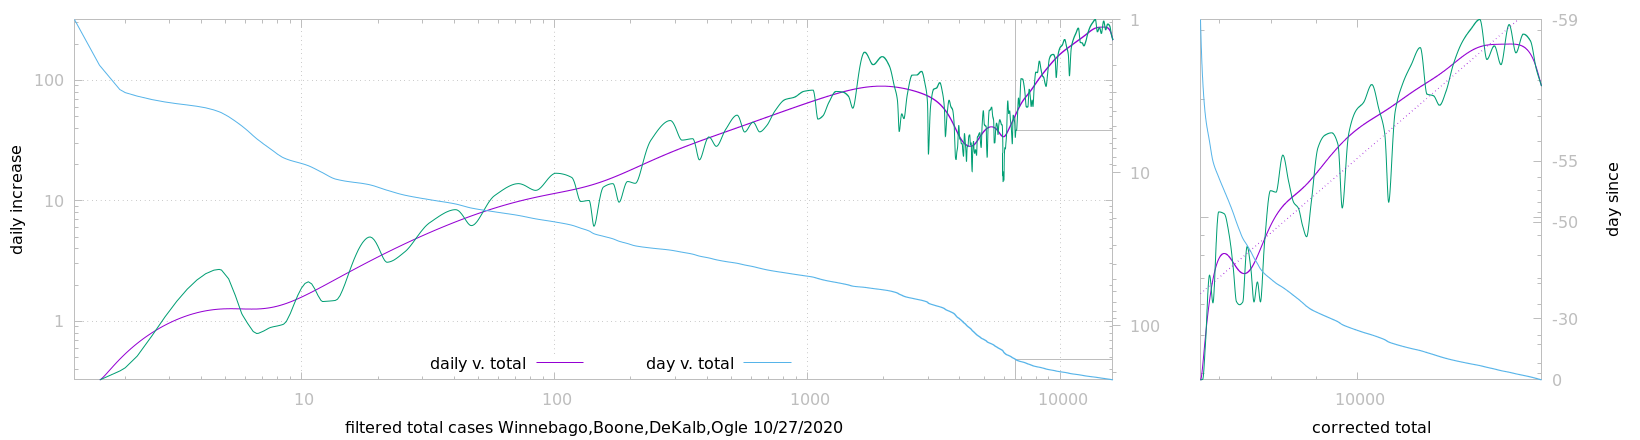 daily increase
100
10
1
1
10
100
daily v. total
day v. total
10
100
1000
10000
filtered total cases Winnebago,Boone,DeKalb,Ogle 10/27/2020
-59
-55
-50
-30
0
day since
10000
corrected total